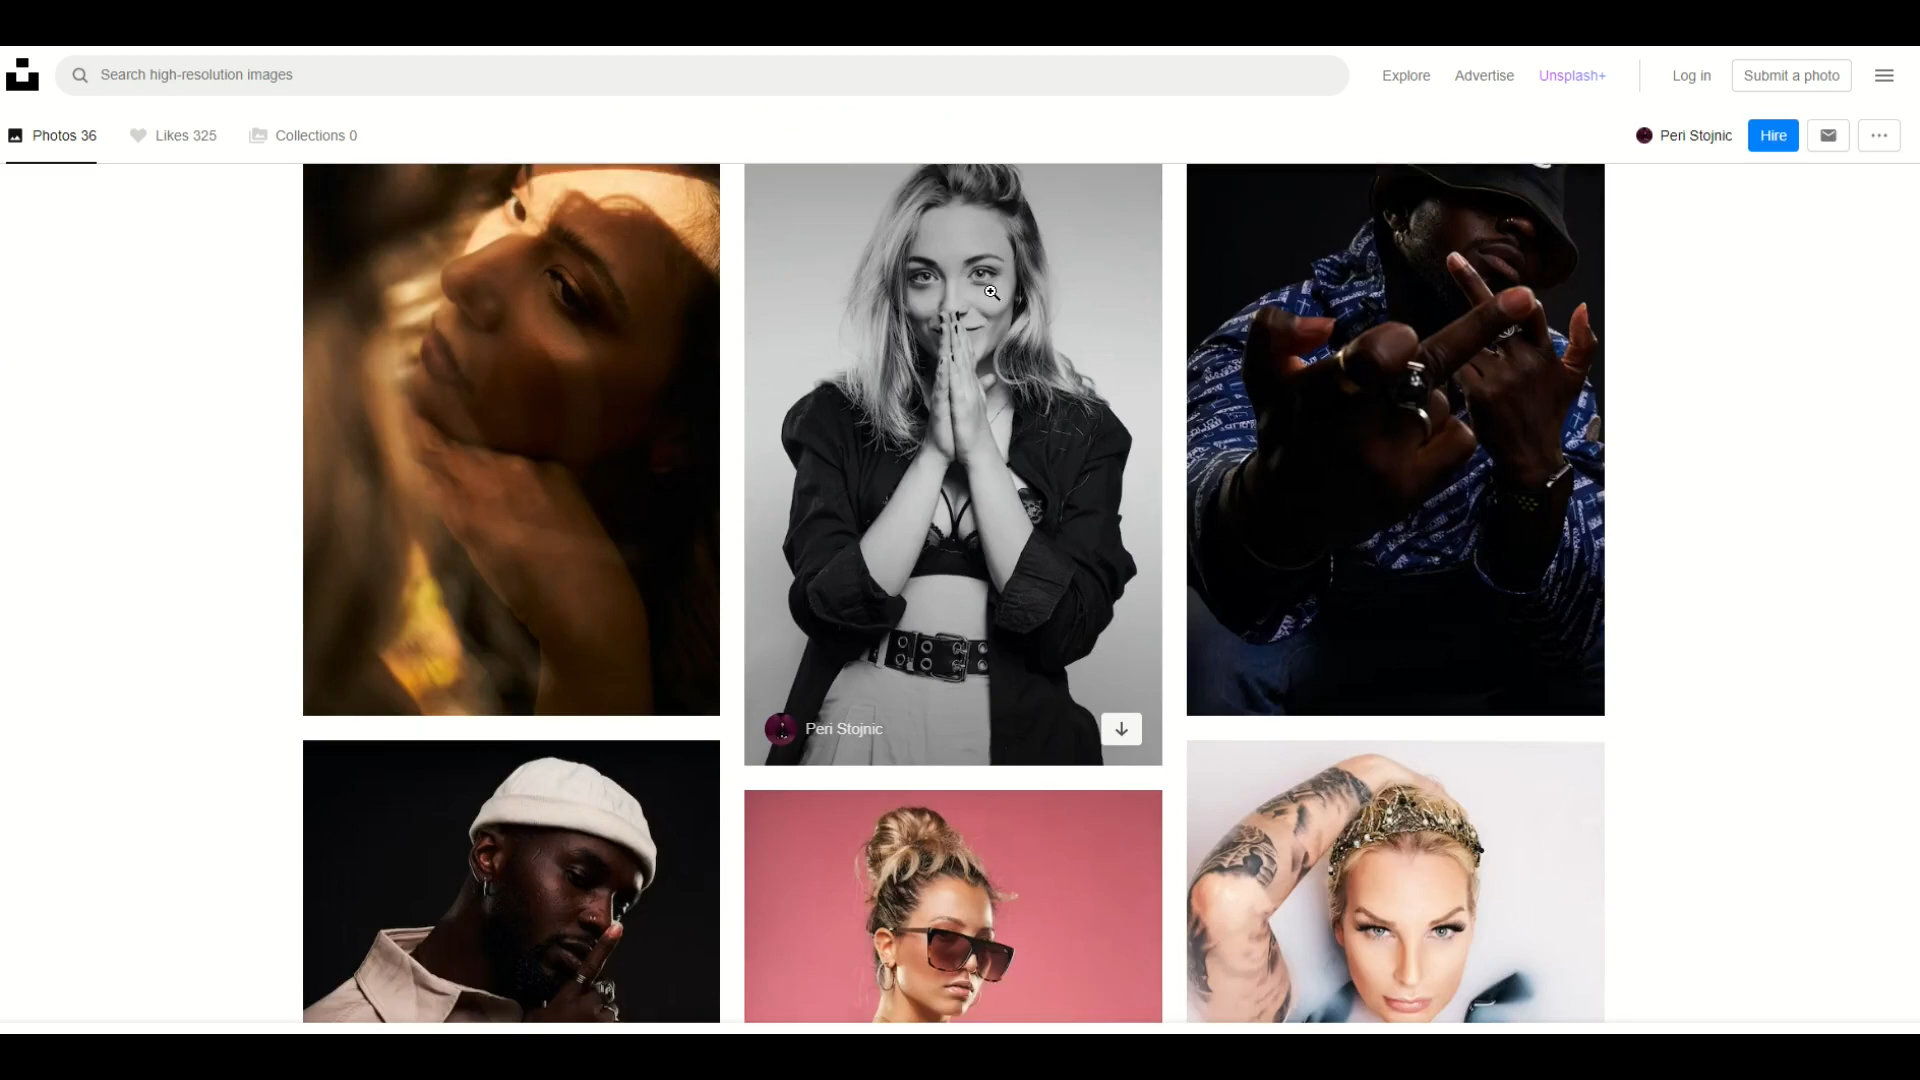 Search high-resolution images
Explore
Advertise
Unsplash+
Log in
Submit a photo
Photos 36
Likes 325
Collections 0
Peri Stojnic
Hire
Peri Stojnic